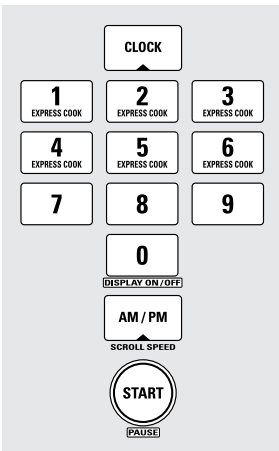 CLOCK
1 2 3
EXPRESS COOK EXPRESS COOK EXPRESS COOK
4 5 6
EXPRESS COOK EXPRESS COOK EXPRESS COOK
7 8 9
0
DISPLAY ON/OFF
AM/PM
SCROLL SPEED
START
PAUSE